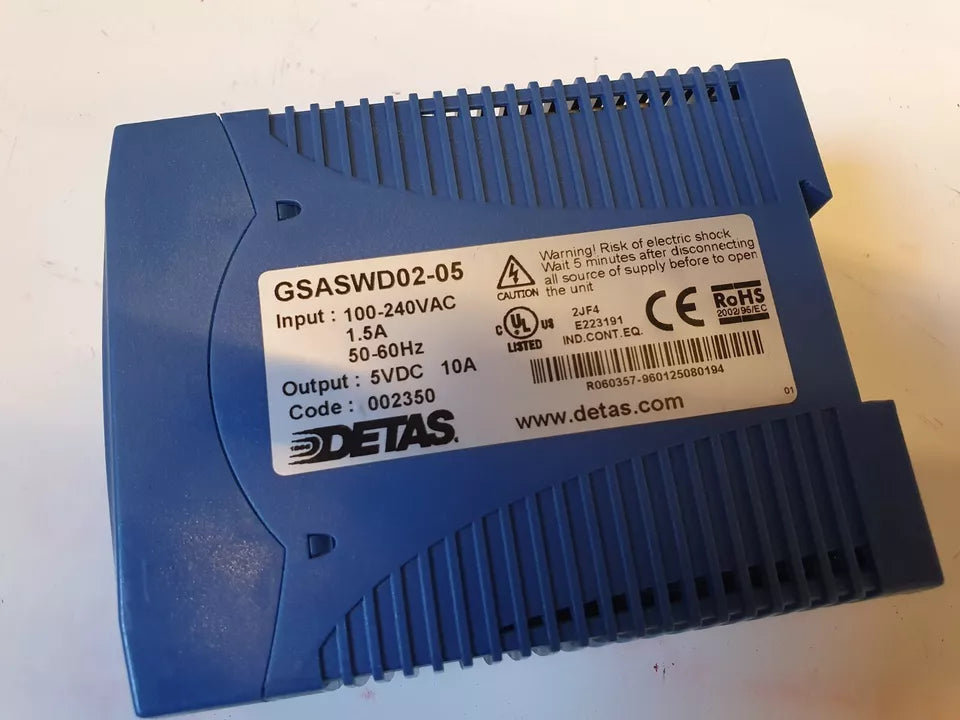 GSASWD02-05
Input : 100-240VAC
1.5A
50-60Hz
Output : 5VDC 10A
Code : 002350
DETAS.
CAUTION
Warning! Risk of electric shock
Wait 5 minutes after disconnecting
all source of supply before to open
the unit
C UL US
LISTED
2JF4
E223191
IND.CONT.EQ.
CE
RoHS
2002/95/EC
R060357-960125080194
www.detas.com
01